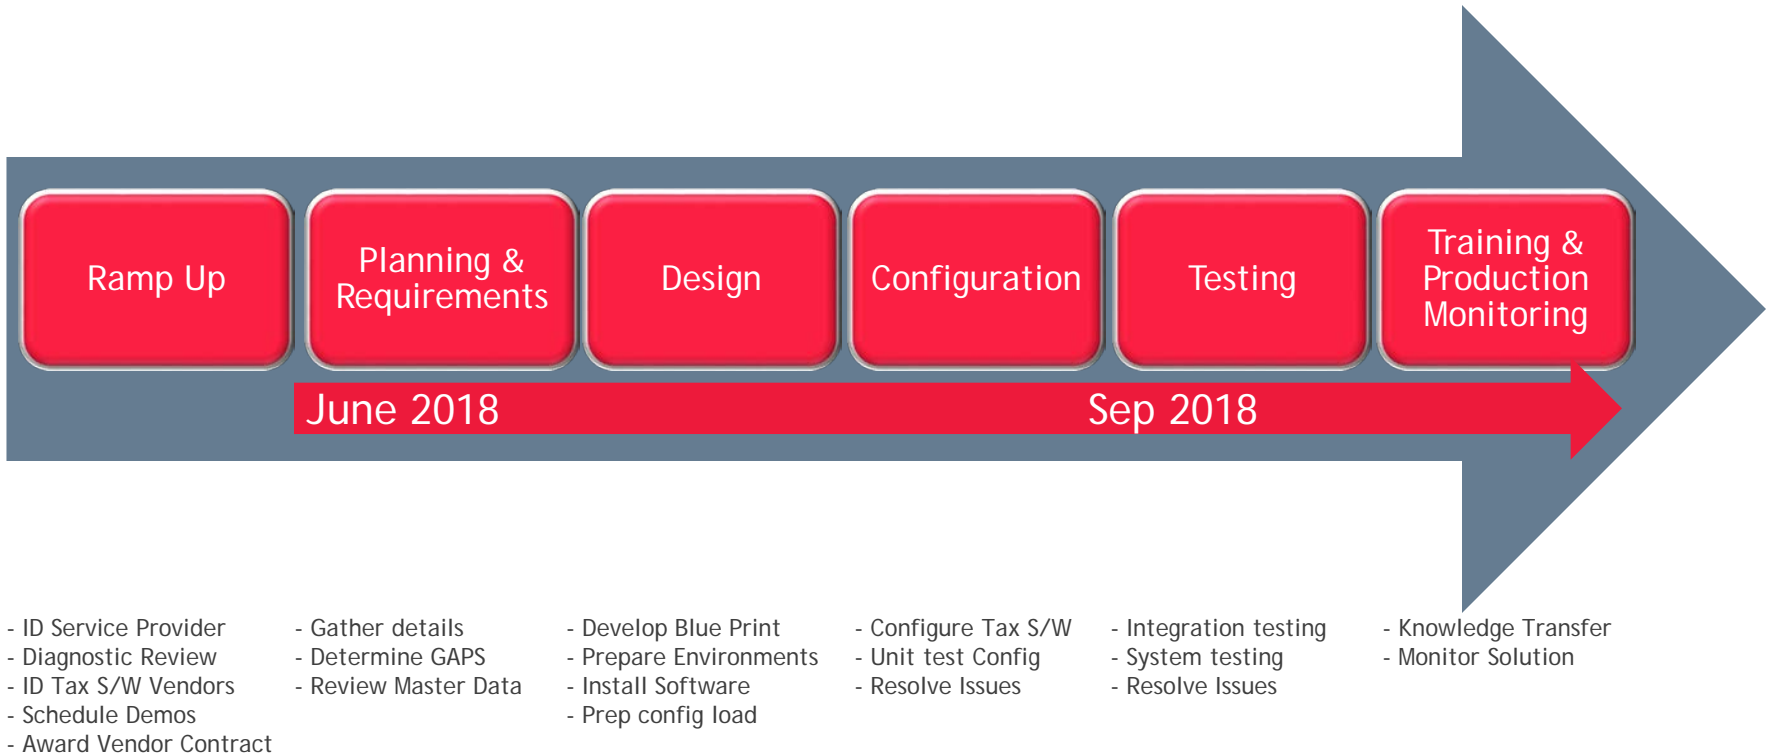 Ramp Up
Planning &
Requirements
Design
Configuration
Testing
Training &
Production
Monitoring
June 2018
Sep 2018
- ID Service Provider
- Diagnostic Review
- ID Tax S/W Vendors
- Schedule Demos
- Award Vendor Contract
- Gather details
- Determine GAPS
- Review Master Data
- Develop Blue Print
- Prepare Environments
- Install Software
- Prep config load
- Configure Tax S/W
- Unit test Config
- Resolve Issues
- Integration testing
- System testing
- Resolve Issues
- Knowledge Transfer
- Monitor Solution